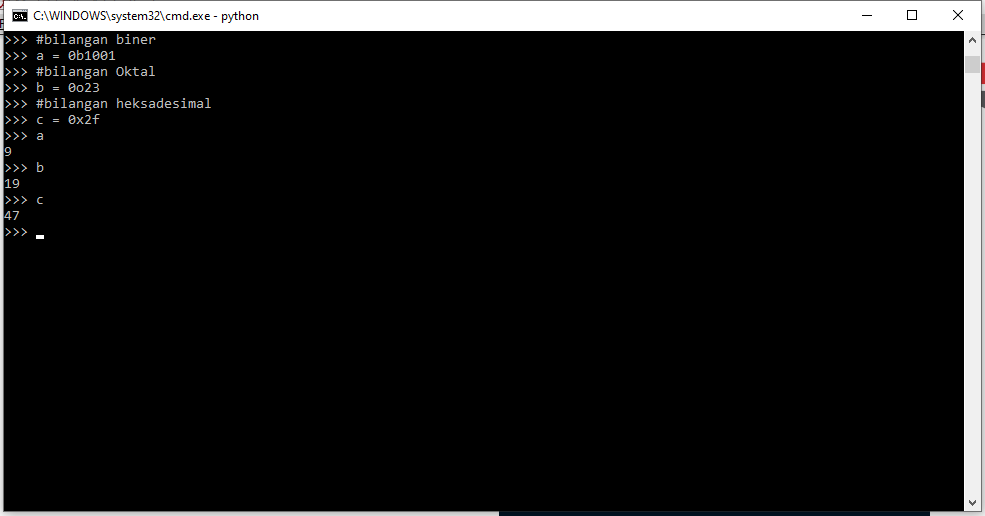 C:\WINDOWS\system32\cmd.exe - python
>>> #bilangan biner
>>> a = 0b1001
>>> #bilangan Oktal
>>> b = 0o23
>>> #bilangan heksadesimal
>>> c = 0x2f
>>> a
9
>>> b
19
>>> c
47
>>>